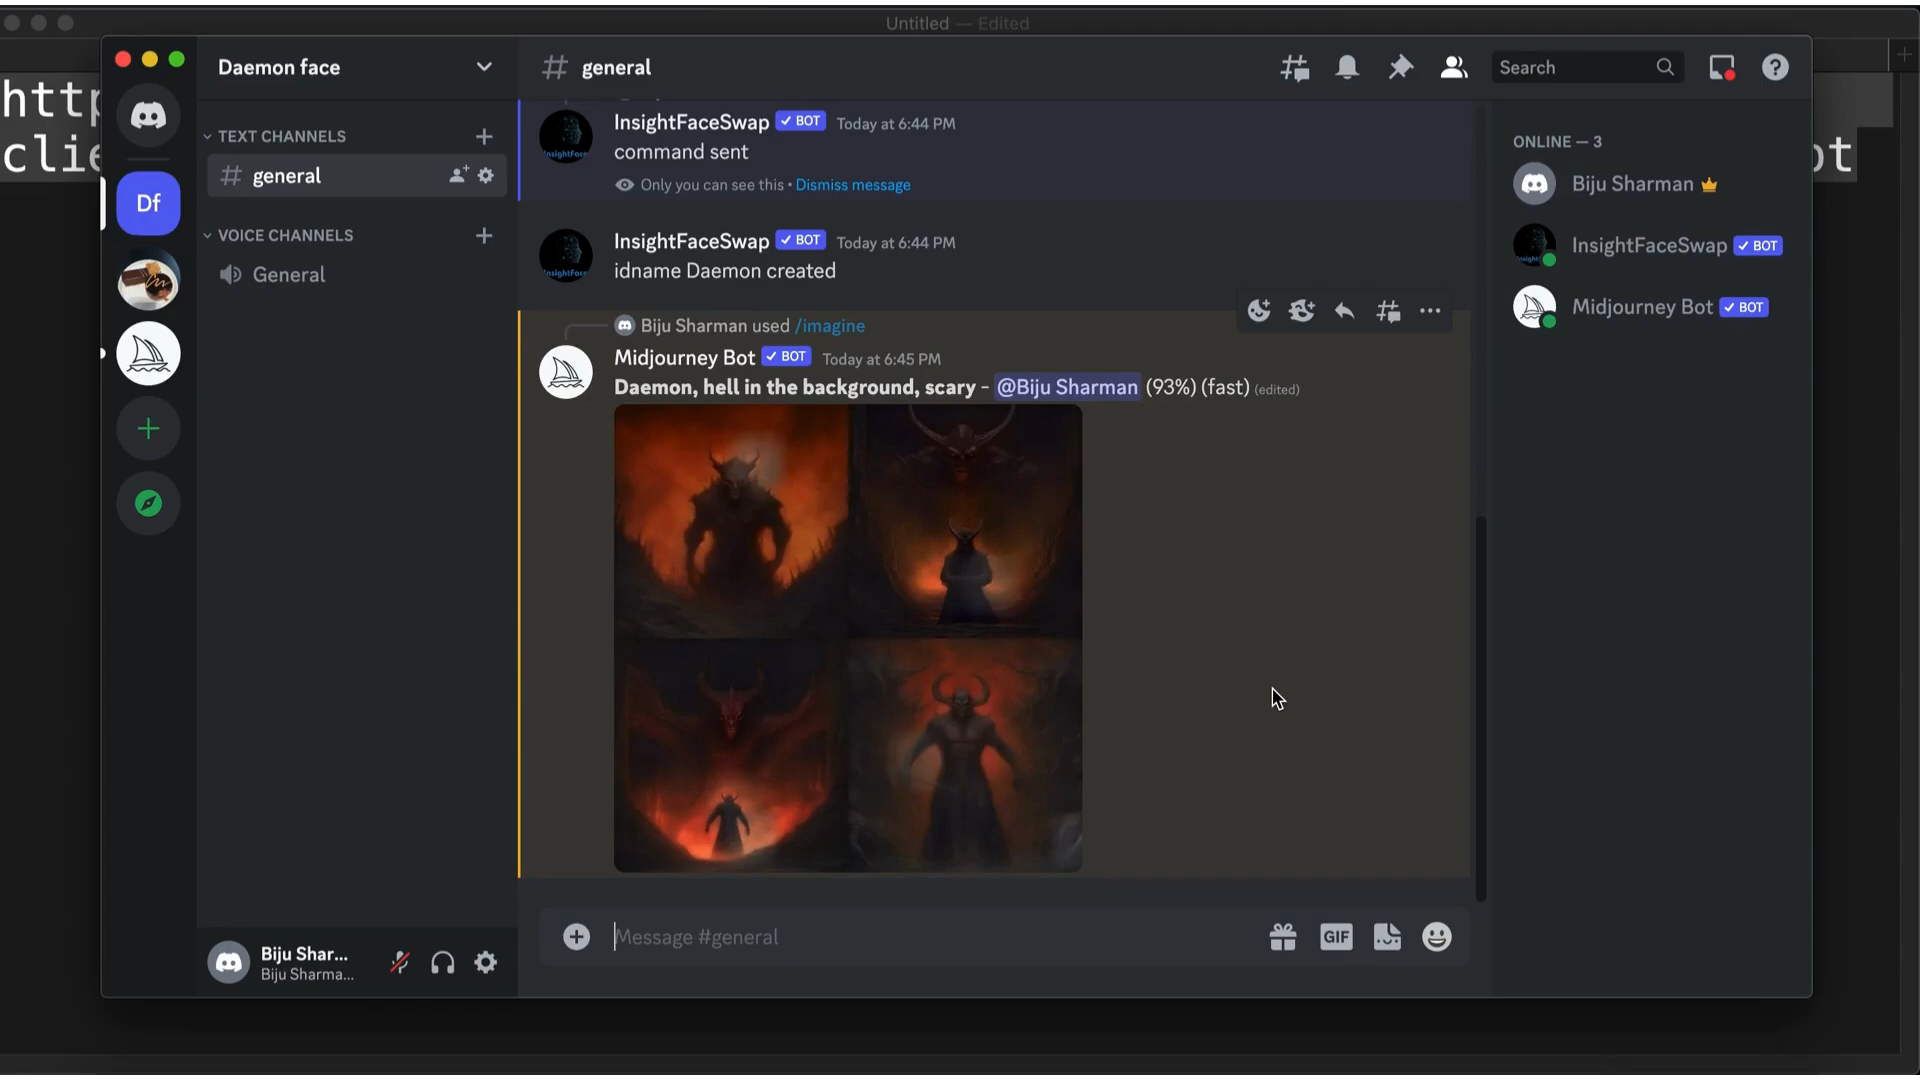 Untitled — Edited
http
clie
ot
Daemon face
general
Search
TEXT CHANNELS
general
VOICE CHANNELS
General
Df
InsightFaceSwap BOT Today at 6:44 PM
command sent
Only you can see this • Dismiss message
InsightFaceSwap BOT Today at 6:44 PM
idname Daemon created
Biju Sharman used /imagine
Midjourney Bot BOT Today at 6:45 PM
Daemon, hell in the background, scary - @Biju Sharman (93%) (fast) (edited)
Message #general
GIF
Biju Shar...
Biju Sharma...
ONLINE — 3
Biju Sharman
InsightFaceSwap BOT
Midjourney Bot BOT